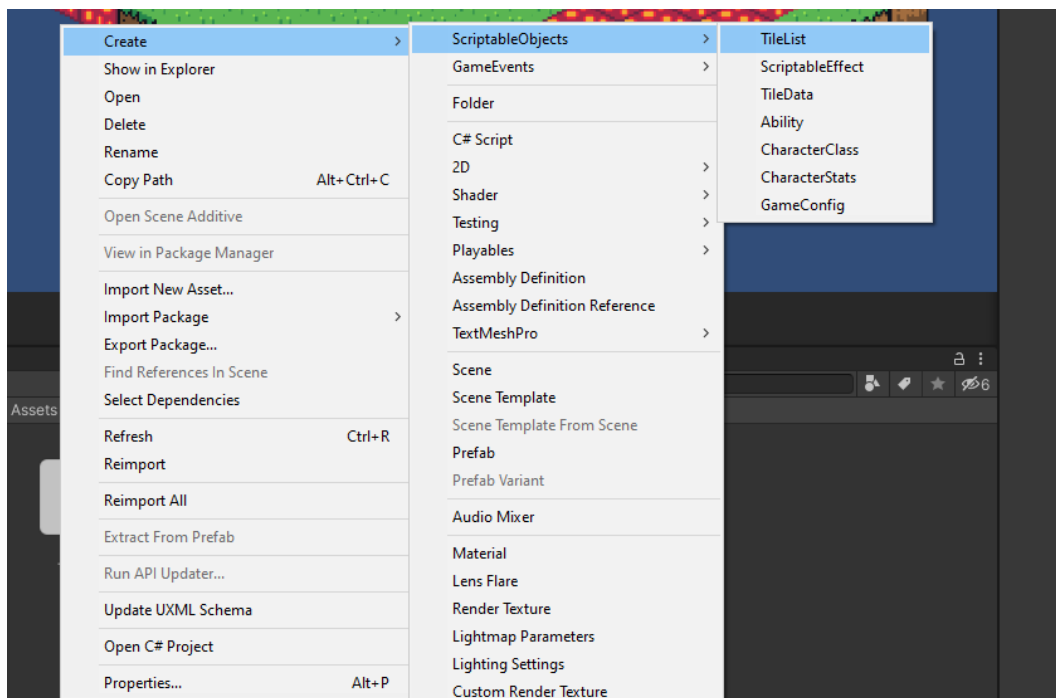 Create
Show in Explorer
Open
Delete
Rename
Copy Path Alt+Ctrl+C
Open Scene Additive
View in Package Manager
Import New Asset...
Import Package
Export Package...
Find References In Scene
Select Dependencies
Refresh Ctrl+R
Reimport
Reimport All
Extract From Prefab
Run API Updater...
Update UXML Schema
Open C# Project
Properties... Alt+P
ScriptableObjects
GameEvents
Folder
C# Script
2D
Shader
Testing
Playables
Assembly Definition
Assembly Definition Reference
TextMeshPro
Scene
Scene Template
Scene Template From Scene
Prefab
Prefab Variant
Audio Mixer
Material
Lens Flare
Render Texture
Lightmap Parameters
Lighting Settings
Custom Render Texture
TileList
ScriptableEffect
TileData
Ability
CharacterClass
CharacterStats
GameConfig
6
Assets